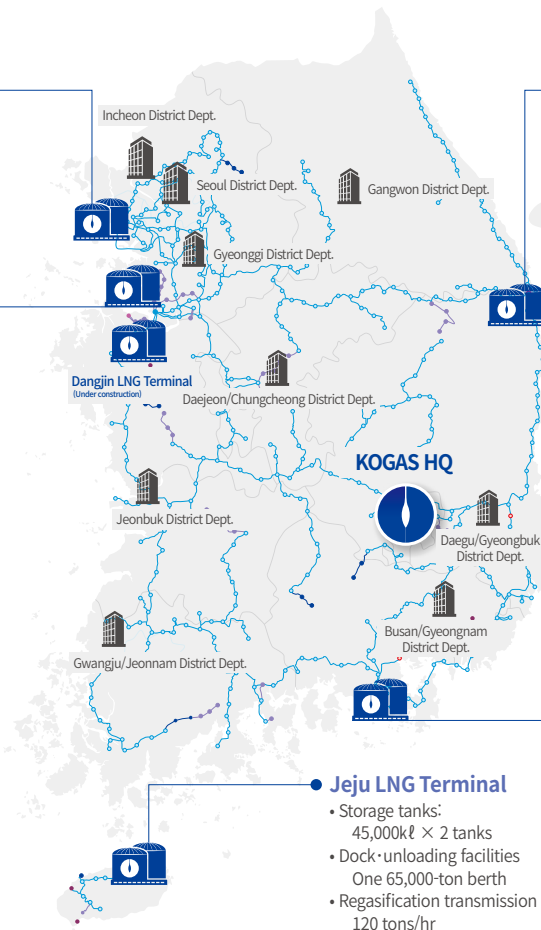 Incheon District Dept.
Seoul District Dept.
Gangwon District Dept.
Gyeonggi District Dept.
Dangjin LNG Terminal
(Under construction)
Daejeon/Chungcheong District Dept.
KOGAS HQ
Jeonbuk District Dept.
Daegu/Gyeongbuk
District Dept.
Busan/Gyeongnam
District Dept.
Gwangju/Jeonnam District Dept.
Jeju LNG Terminal
• Storage tanks:
45,000kℓ × 2 tanks
• Dock·unloading facilities
One 65,000-ton berth
• Regasification transmission
120 tons/hr